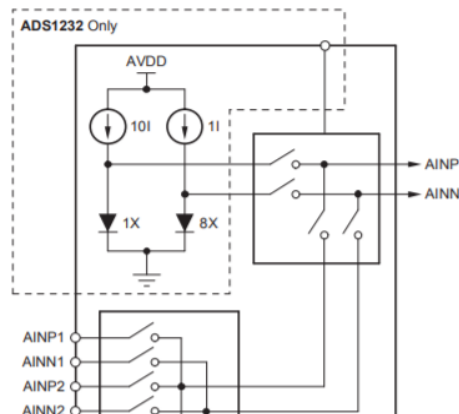 ADS1232 Only
AVDD
10I
1I
AINP
AINN
1X
8X
AINP1
AINN1
AINP2
AINN2